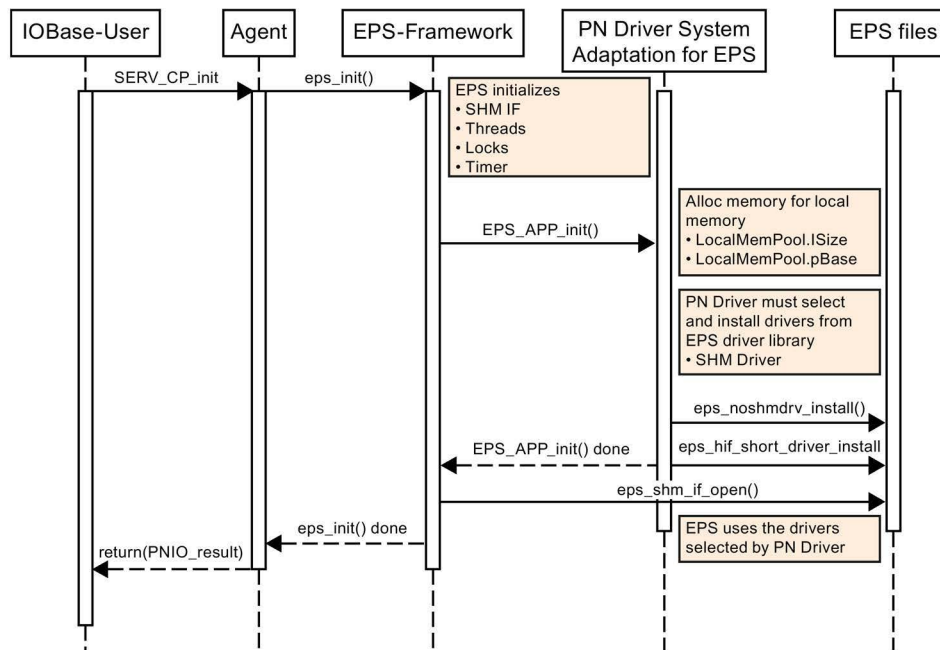 IOBase-User
Agent
EPS-Framework
PN Driver System
Adaptation for EPS
EPS files
SERV_CP_init
eps_init()
EPS initializes
• SHM IF
• Threads
• Locks
• Timer
Alloc memory for local
memory
• LocalMemPool.lSize
• LocalMemPool.pBase
EPS_APP_init()
PN Driver must select
and install drivers from
EPS driver library
• SHM Driver
eps_noshmdrv_install()
EPS_APP_init() done
eps_hif_short_driver_install
eps_shm_if_open()
eps_init() done
EPS uses the drivers
selected by PN Driver
return(PNIO_result)